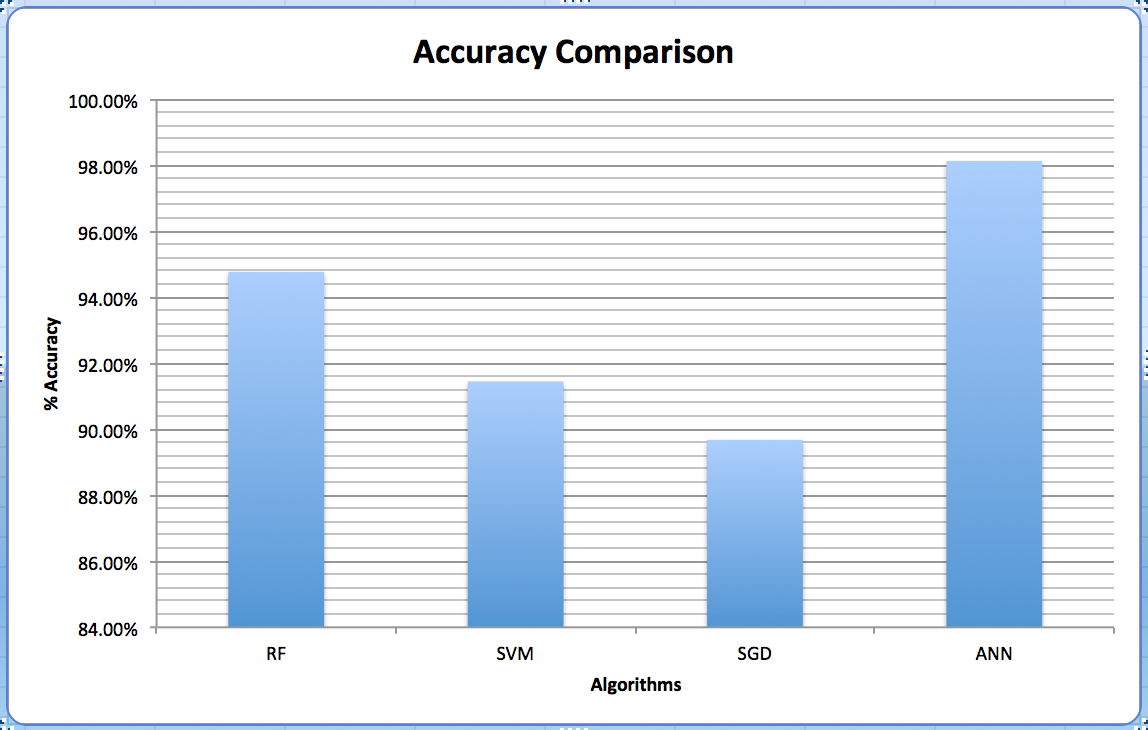 Accuracy Comparison
100.00%
98.00%
96.00%
94.00%
92.00%
90.00%
88.00%
86.00%
84.00%
% Accuracy
RF SVM SGD ANN
Algorithms